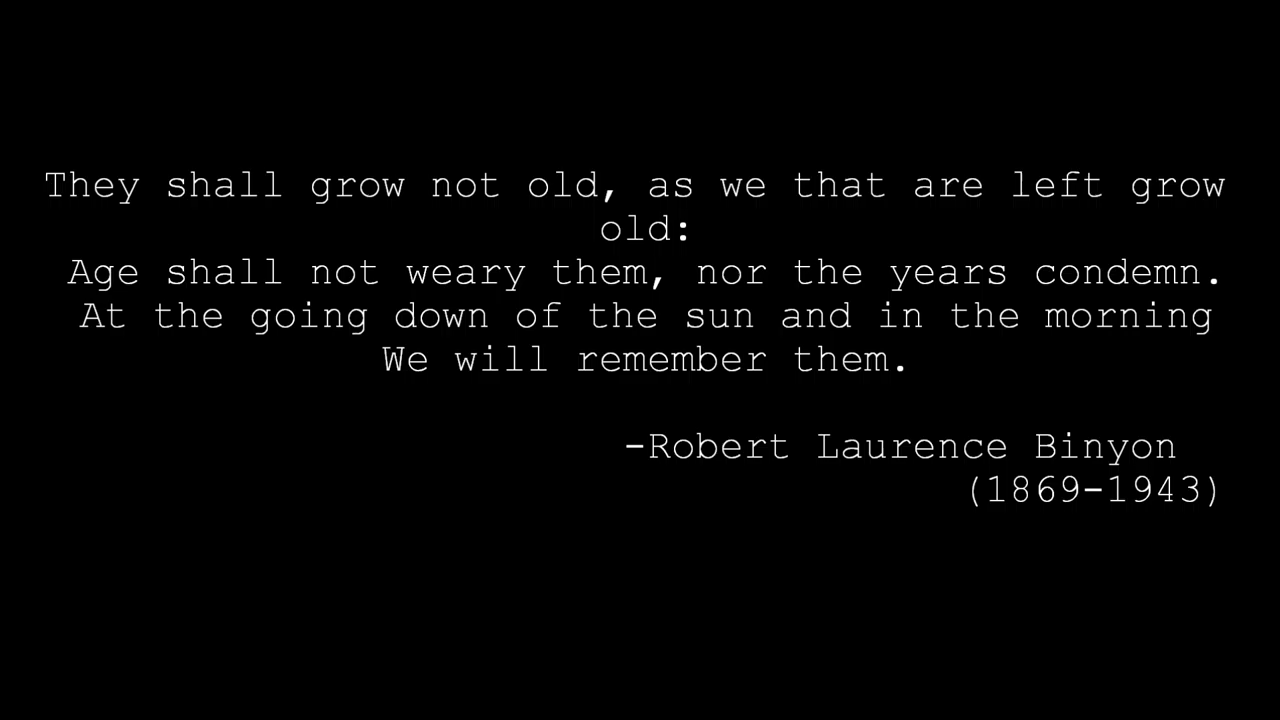 They shall grow not old, as we that are left grow
old:
Age shall not weary them, nor the years condemn.
At the going down of the sun and in the morning
We will remember them.
-Robert Laurence Binyon
(1869-1943)